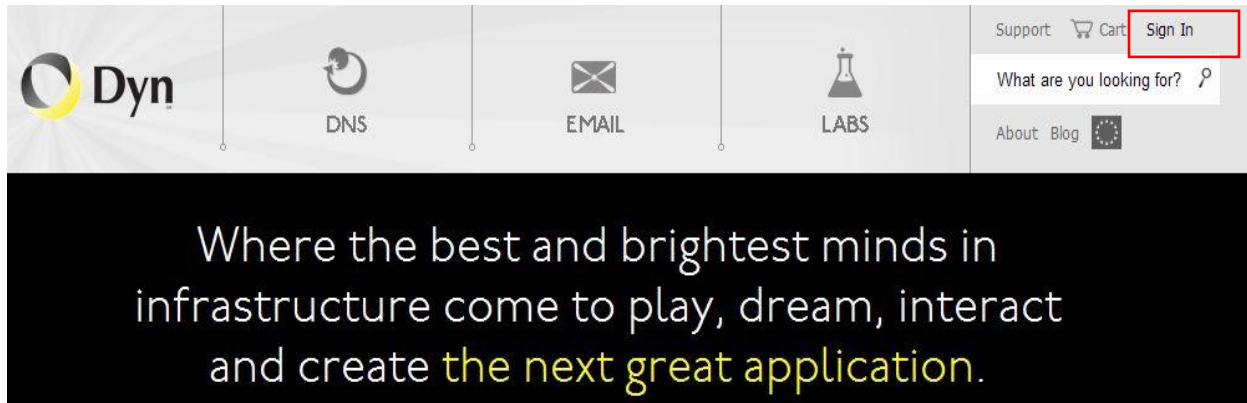 Support Cart Sign In
Dyn
What are you looking for?
DNS
EMAIL
LABS
About Blog
Where the best and brightest minds in
infrastructure come to play, dream, interact
and create the next great application.